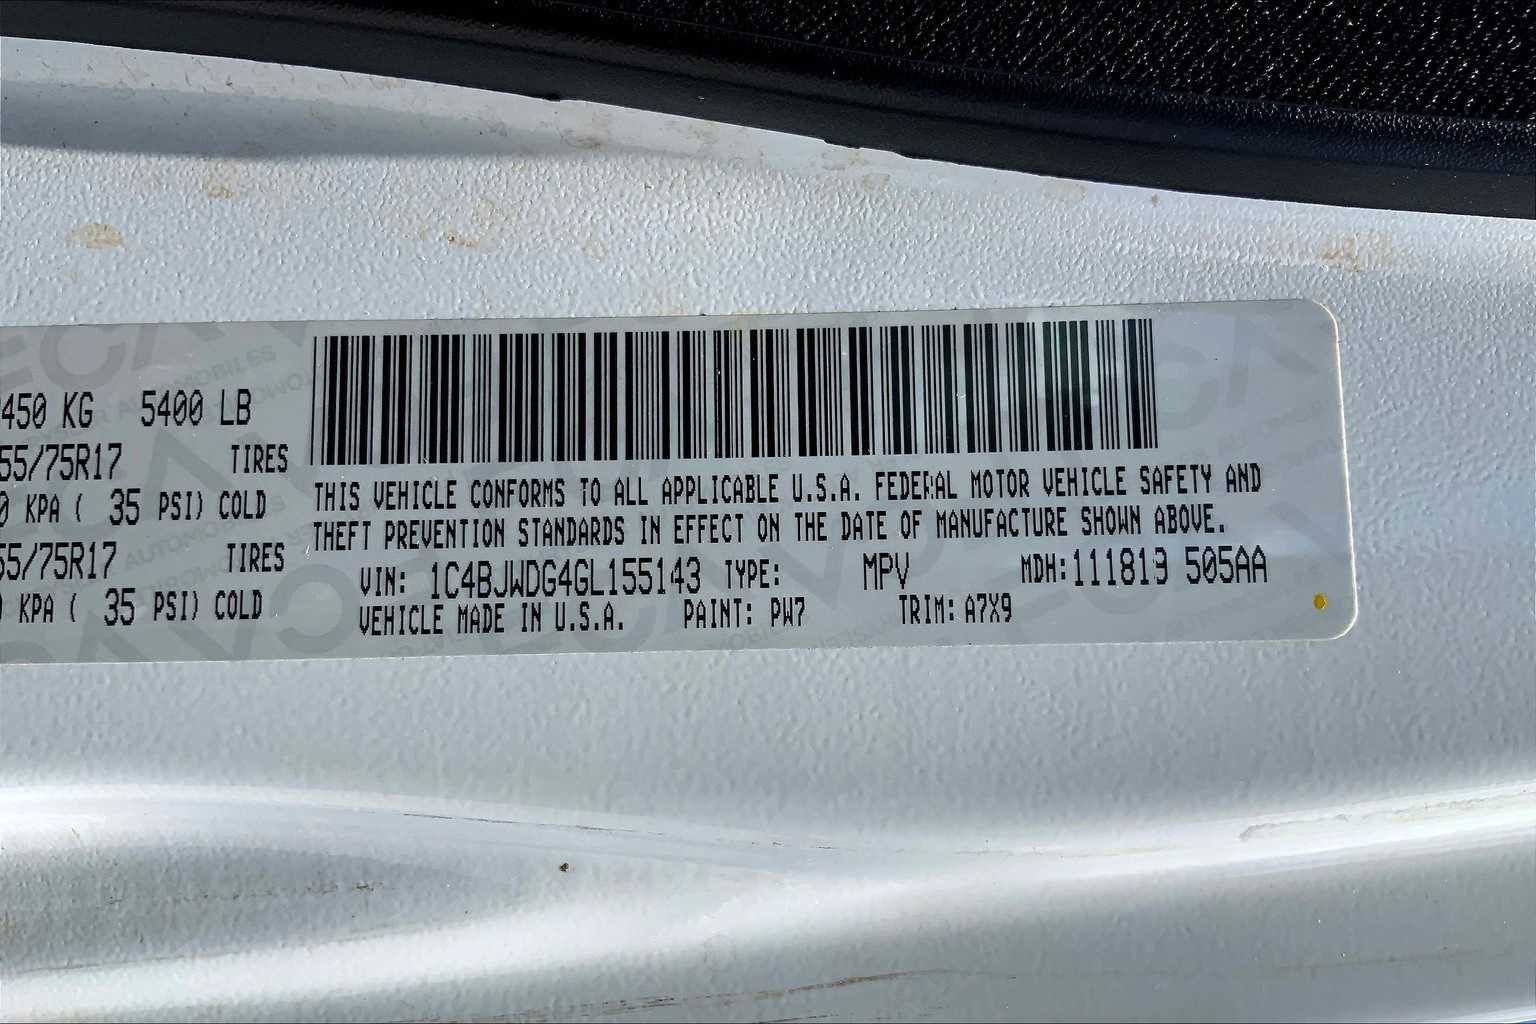 450 KG 5400 LB
55/75R17 TIRES
0 KPA ( 35 PSI) COLD
55/75R17 TIRES
KPA ( 35 PSI) COLD
THIS VEHICLE CONFORMS TO ALL APPLICABLE U.S.A. FEDERAL MOTOR VEHICLE SAFETY AND
THEFT PREVENTION STANDARDS IN EFFECT ON THE DATE OF MANUFACTURE SHOWN ABOVE.
VIN: 1C4BJWDG4GL155143 TYPE: MPV MDH:111813 505AA
VEHICLE MADE IN U.S.A. PAINT: PW7 TRIM: A7X9